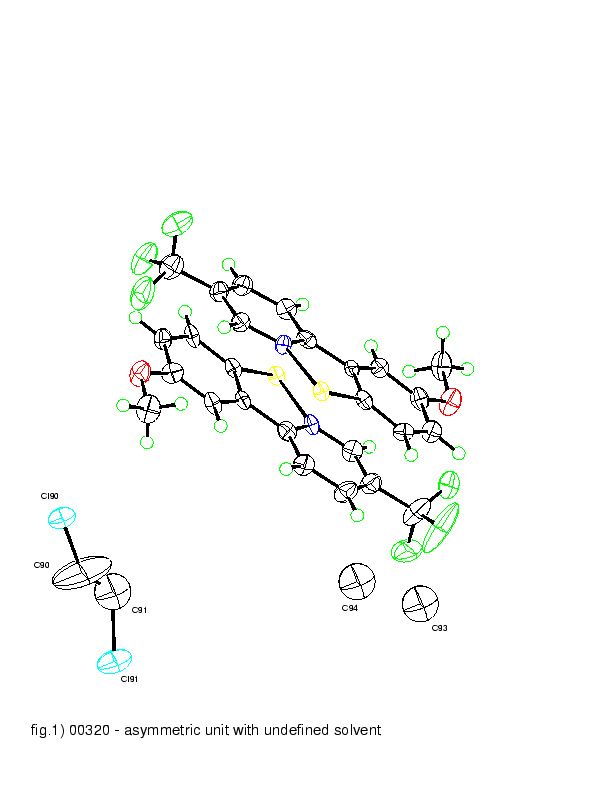 Cl90
C90
C91
C94
C93
Cl91
fig.1) 00320 - asymmetric unit with undefined solvent